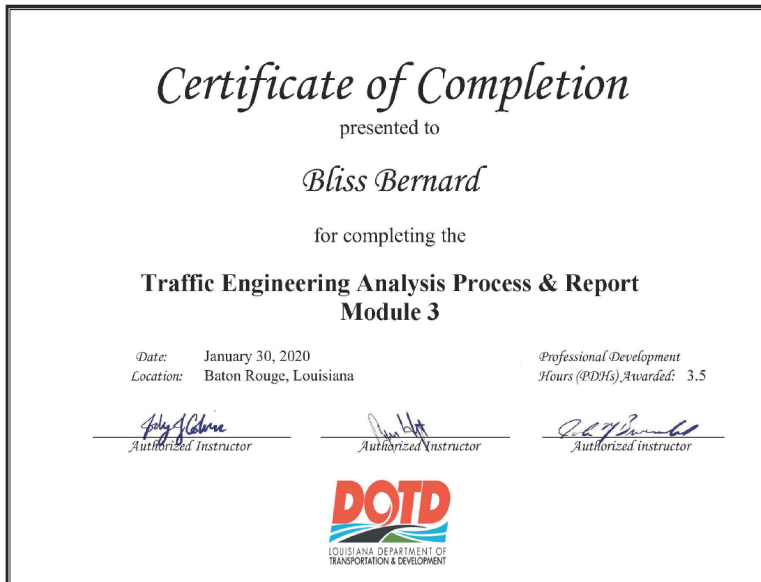 Certificate of Completion
presented to
Bliss Bernard
for completing the
Traffic Engineering Analysis Process & Report
Module 3
Date: January 30, 2020
Location: Baton Rouge, Louisiana
Professional Development
Hours (PDHs) Awarded: 3.5
Authorized Instructor
Authorized Instructor
Authorized instructor
DOTD
LOUISIANA DEPARTMENT OF
TRANSPORTATION & DEVELOPMENT